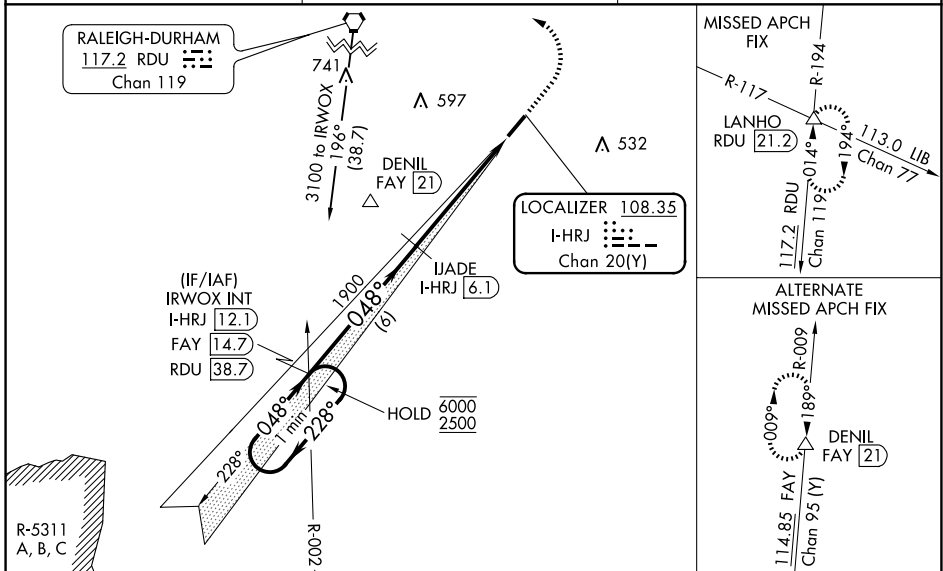 RALEIGH-DURHAM
117.2 RDU
Chan 119
741
597
532
3100 to IRWOX
196°
(38.7)
DENIL
FAY 21
LOCALIZER 108.35
I-HRJ
Chan 20(Y)
IJADE
I-HRJ 6.1
1900
048°
(6)
(IF/IAF)
IRWOX INT
I-HRJ 12.1
FAY 14.7
RDU 38.7
HOLD 6000
2500
048°
1 min
228°
228°
R-002
R-5311
A, B, C
MISSED APCH
FIX
R-194
R-117
LANHO
RDU 21.2
014°
194°
113.0 LIB
Chan 77
117.2 RDU
Chan 119
ALTERNATE
MISSED APCH FIX
R-009
009°
189°
DENIL
FAY 21
114.85 FAY
Chan 95 (Y)